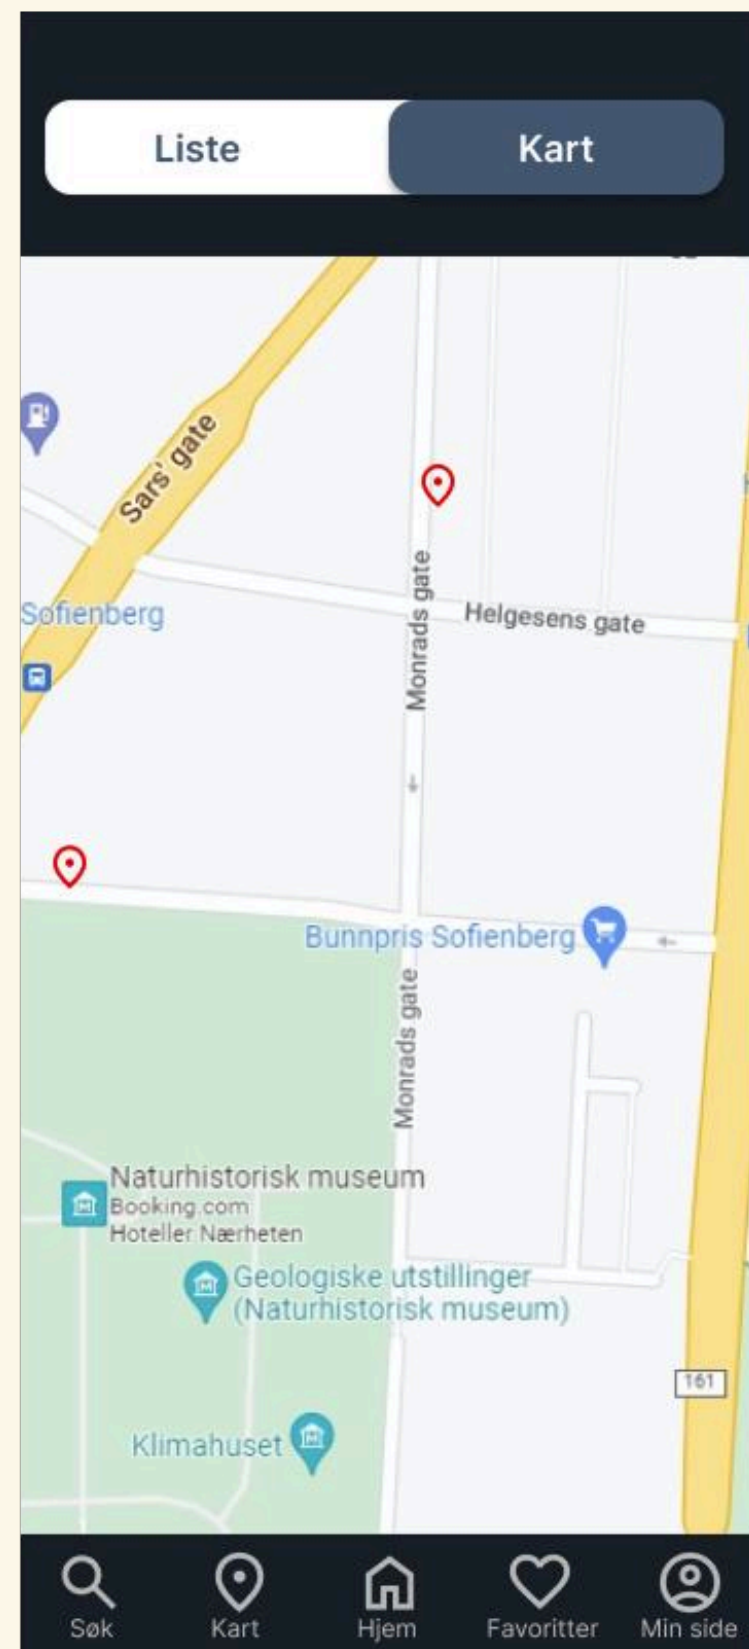 Liste
Kart
Sars' gate
Monrads gate
Helgesens gate
Sofienberg
Bunnpris Sofienberg
Monrads gate
Naturhistorisk museum
Booking.com
Hoteller Nærheten
Geologiske utstillinger
(Naturhistorisk museum)
161
Klimahuset
Søk
Kart
Hjem
Favoritter
Min side